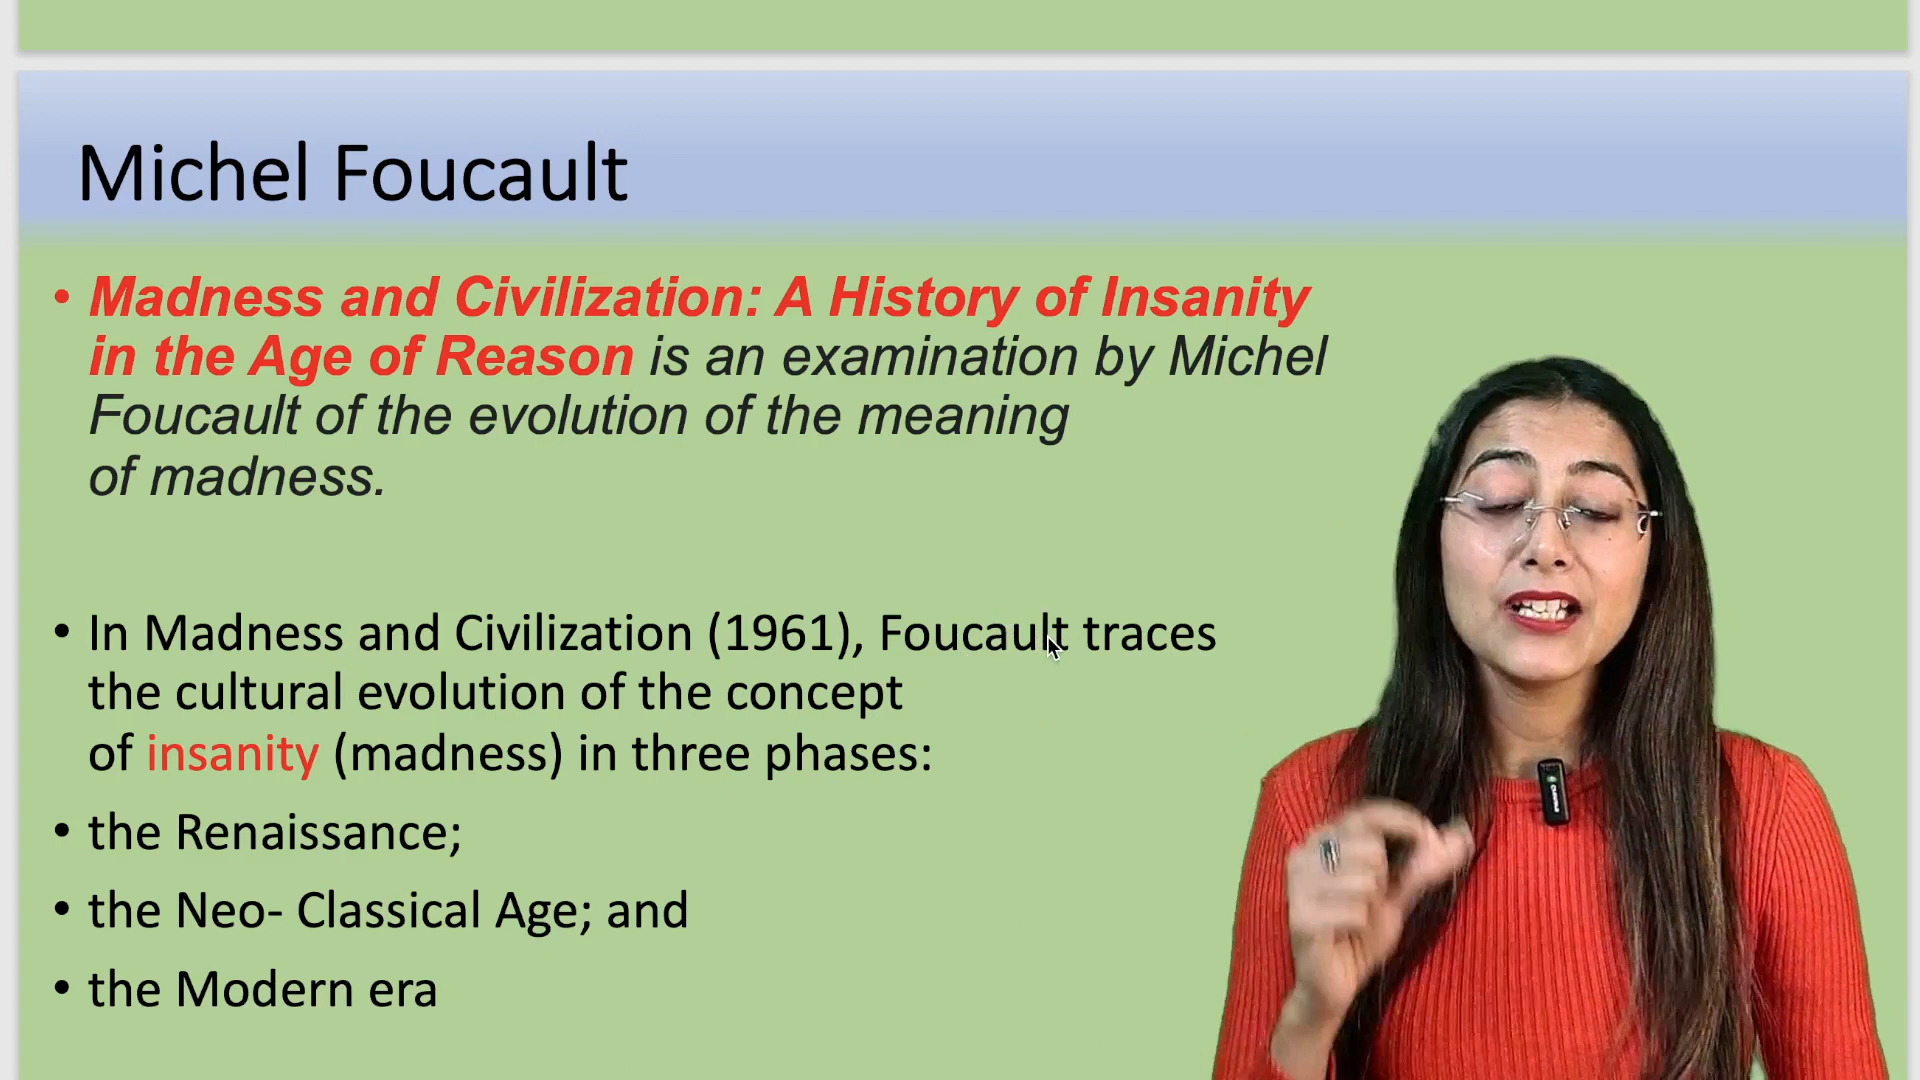 Michel Foucault
• Madness and Civilization: A History of Insanity
in the Age of Reason is an examination by Michel
Foucault of the evolution of the meaning
of madness.
• In Madness and Civilization (1961), Foucault traces
the cultural evolution of the concept
of insanity (madness) in three phases:
• the Renaissance;
• the Neo- Classical Age; and
• the Modern era